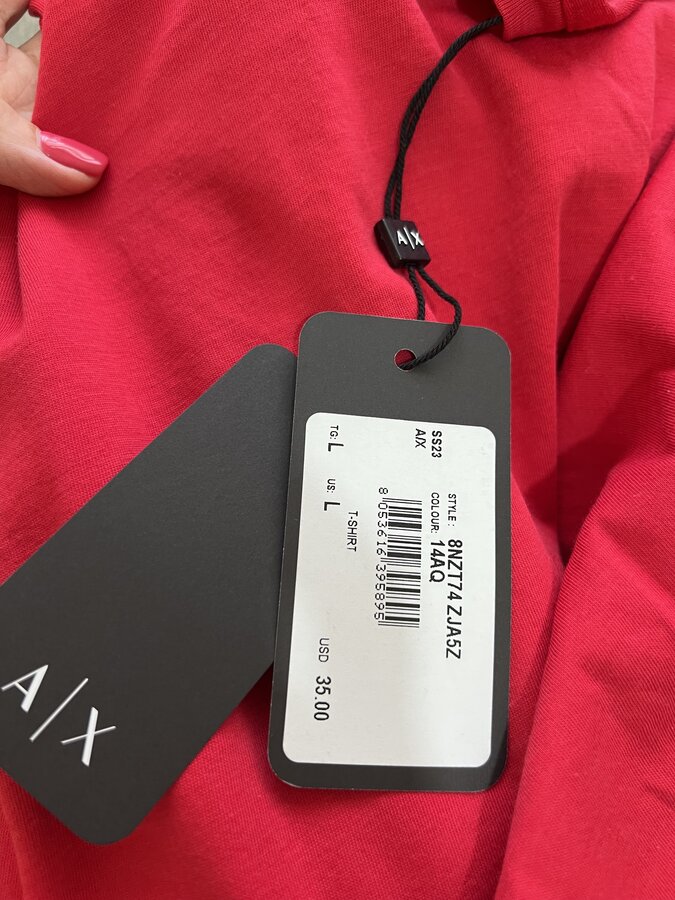 A|X
SS23
A|X
STYLE: 8NZT74 ZJA5Z
COLOUR: 14AQ
8 053616 395895
T-SHIRT
TG: L US: L
USD 35.00
A|X